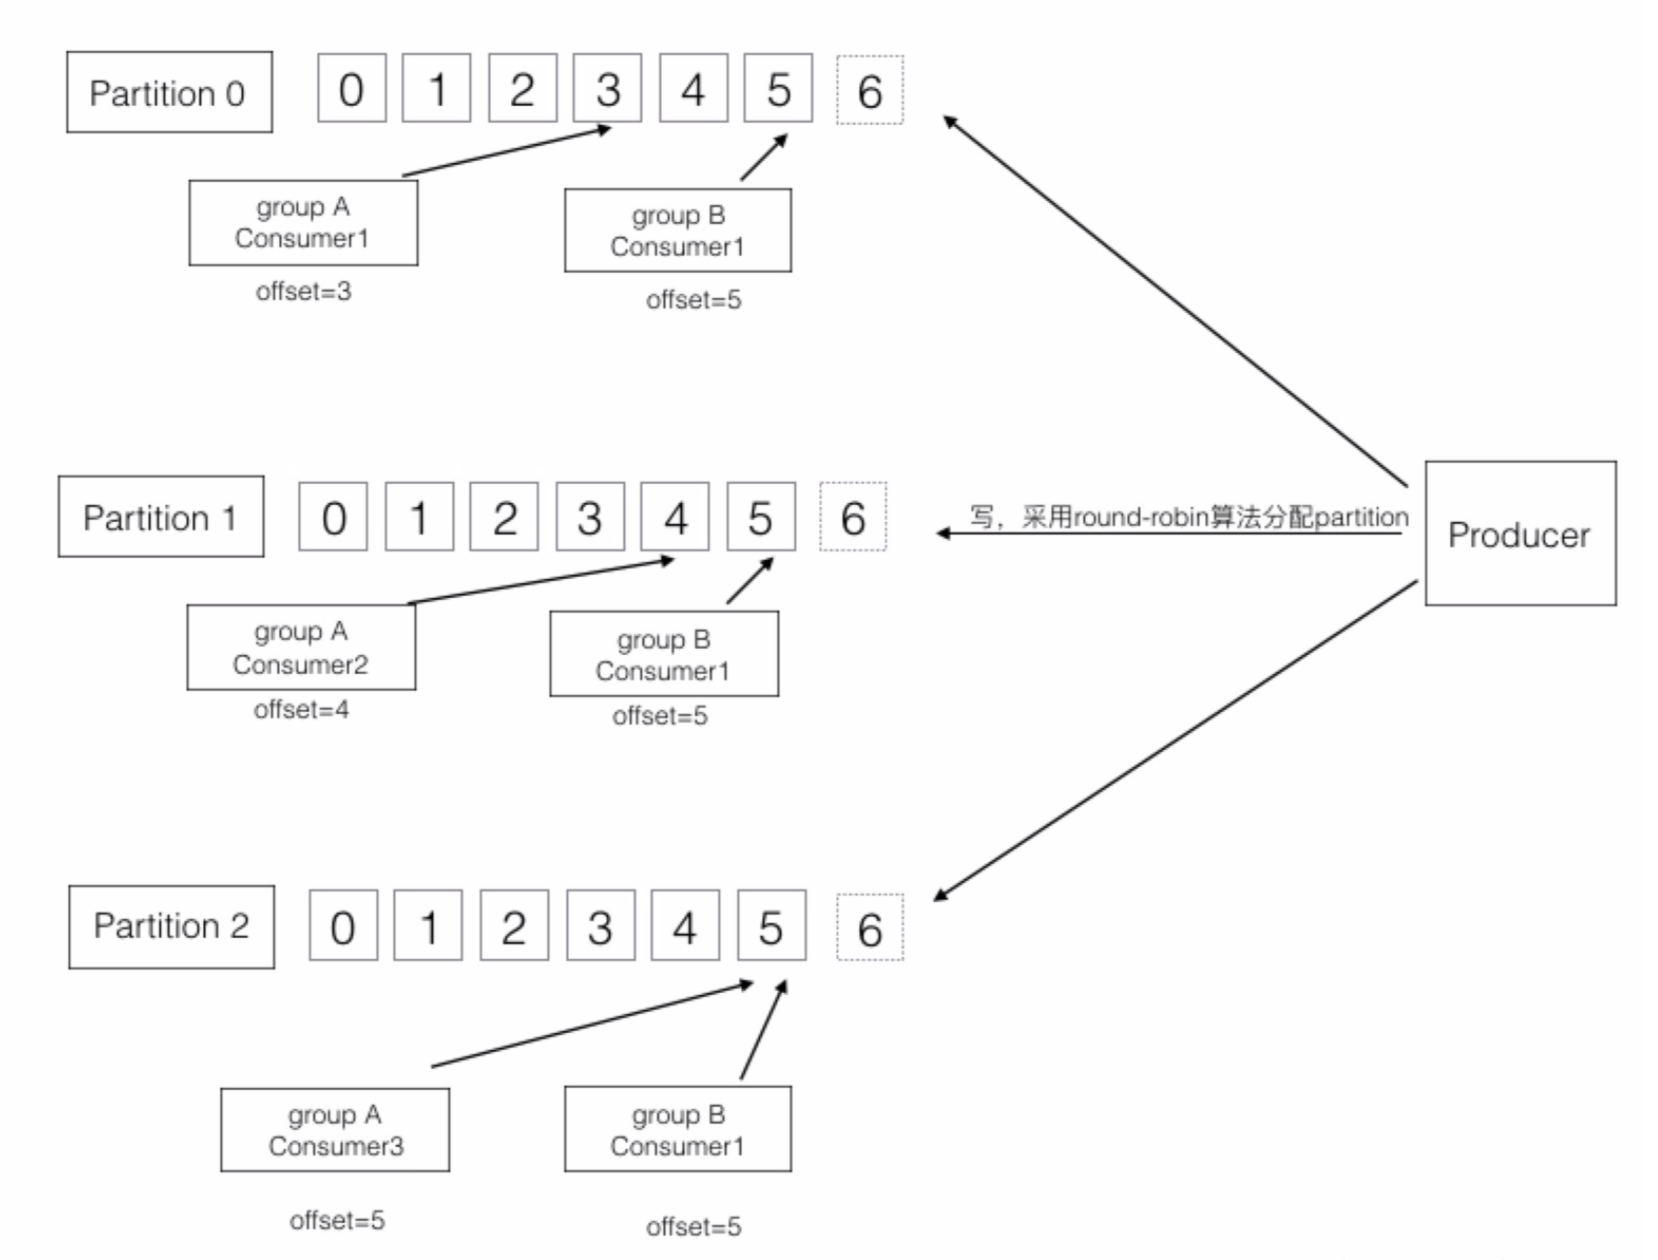 Partition 0
0 1 2 3 4 5 6
group A
Consumer1
offset=3
group B
Consumer1
offset=5
Partition 1
0 1 2 3 4 5 6
写，采用round-robin算法分配partition
Producer
group A
Consumer2
offset=4
group B
Consumer1
offset=5
Partition 2
0 1 2 3 4 5 6
group A
Consumer3
offset=5
group B
Consumer1
offset=5